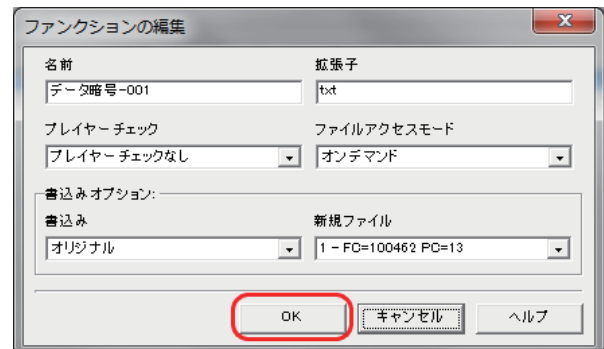 ファンクションの編集
名前 拡張子
データ暗号-001 txt
プレイヤーチェック ファイルアクセスモード
プレイヤーチェックなし オンデマンド
書込みオプション:
書込み 新規ファイル
オリジナル 1 - FC=100462 PC=13
OK キャンセル ヘルプ